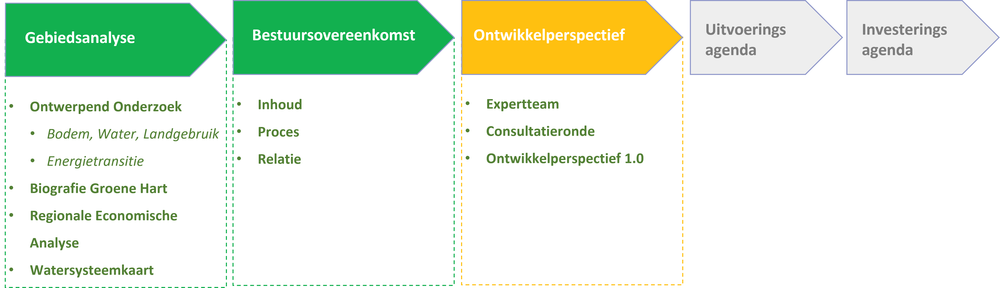 Gebiedsanalyse
• Ontwerpend Onderzoek
• Bodem, Water, Landgebruik
• Energietransitie
• Biografie Groene Hart
• Regionale Economische
Analyse
• Watersysteemkaart
Bestuursovereenkomst
• Inhoud
• Proces
• Relatie
Ontwikkelperspectief
• Expertteam
• Consultatieronde
• Ontwikkelperspectief 1.0
Uitvoerings
agenda
Investerings
agenda